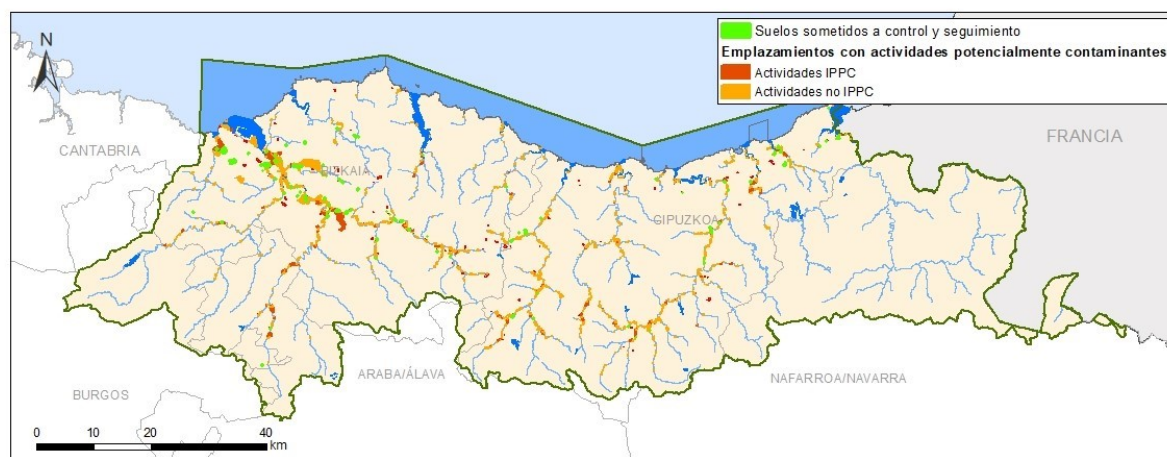 Suelos sometidos a control y seguimiento
Emplazamientos con actividades potencialmente contaminantes
Actividades IPPC
Actividades no IPPC
N
FRANCIA
CANTABRIA
BIZKAIA
GIPUZKOA
ARABA/ÁLAVA
NAFARROA/NAVARRA
BURGOS
0 10 20 40
km